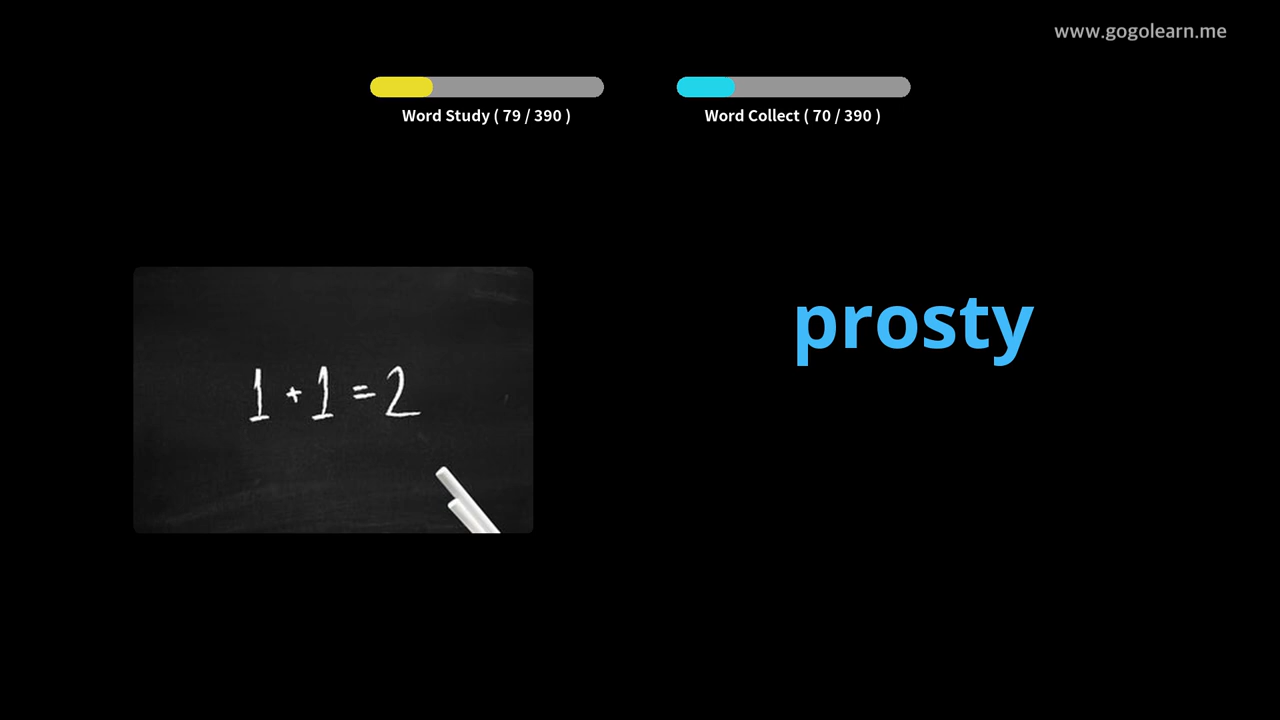 www.gogolearn.me
Word Study ( 79 / 390 )
Word Collect ( 70 / 390 )
prosty
1 + 1 = 2